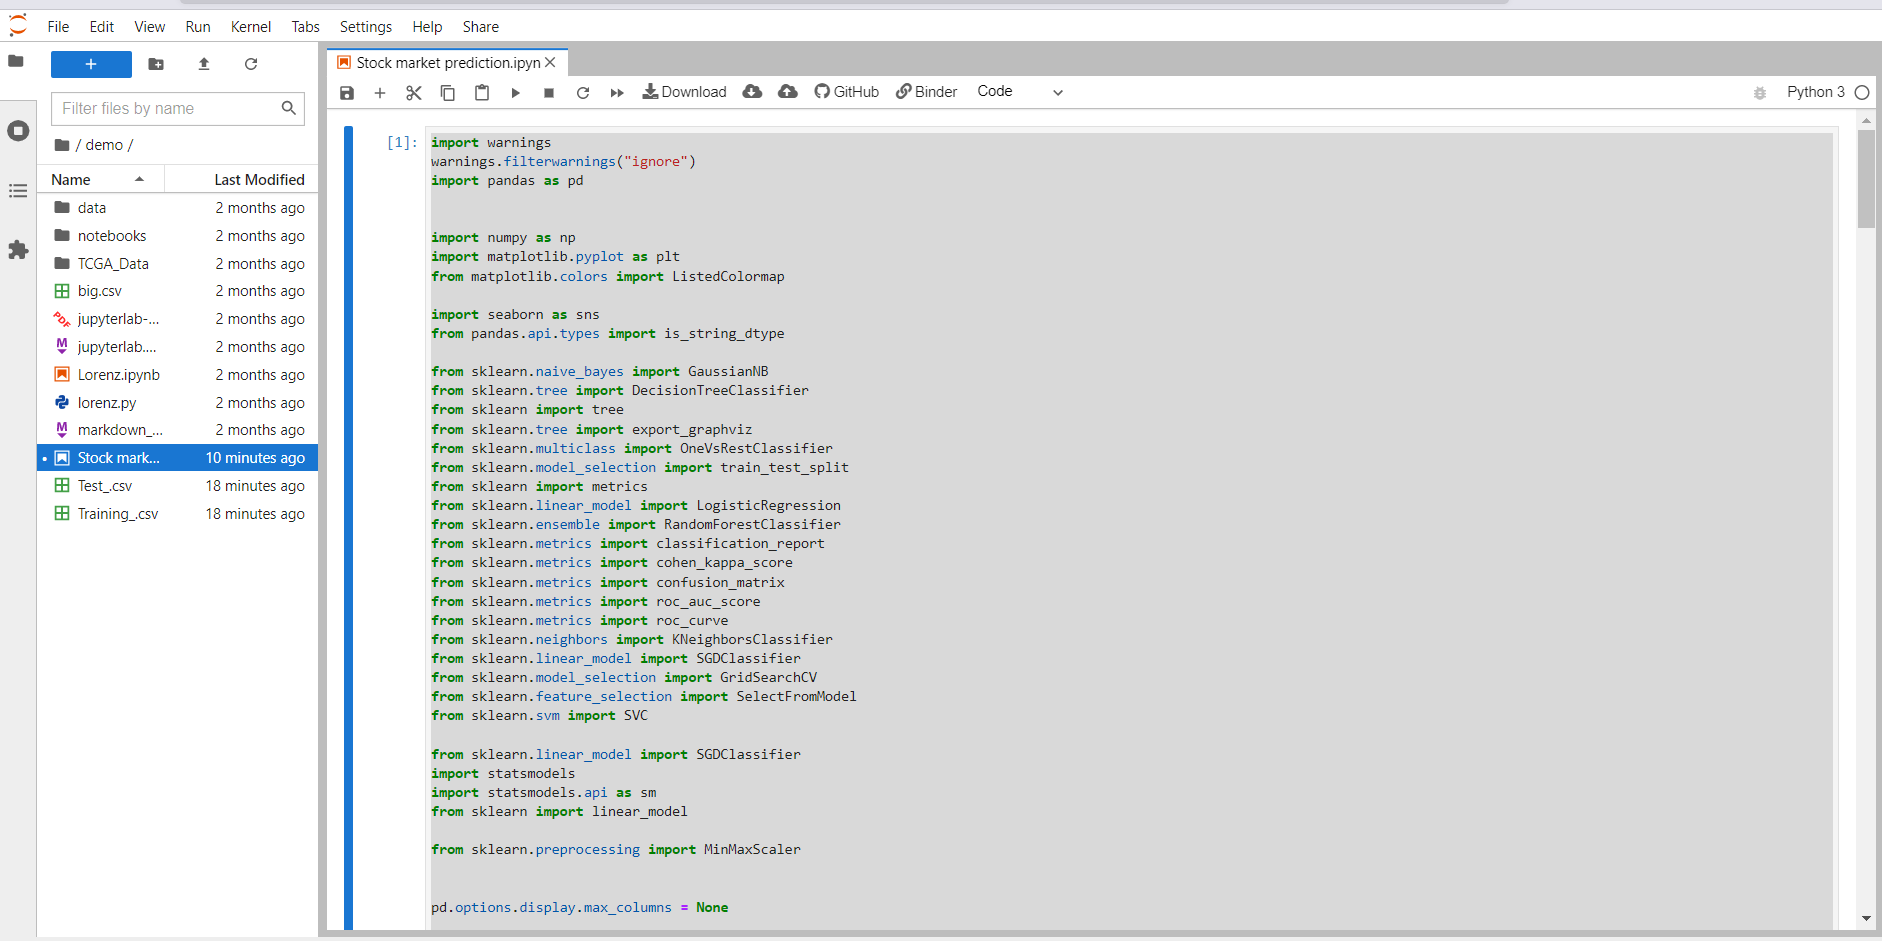 File Edit View Run Kernel Tabs Settings Help Share
+
Filter files by name
/ demo /
Name Last Modified
data 2 months ago
notebooks 2 months ago
TCGA_Data 2 months ago
big.csv 2 months ago
jupyterlab-... 2 months ago
jupyterlab.... 2 months ago
Lorenz.ipynb 2 months ago
lorenz.py 2 months ago
markdown_... 2 months ago
Stock mark... 10 minutes ago
Test_.csv 18 minutes ago
Training_.csv 18 minutes ago
Stock market prediction.ipyn
Download GitHub Binder Code Python 3
[1]:
import warnings
warnings.filterwarnings("ignore")
import pandas as pd
import numpy as np
import matplotlib.pyplot as plt
from matplotlib.colors import ListedColormap
import seaborn as sns
from pandas.api.types import is_string_dtype
from sklearn.naive_bayes import GaussianNB
from sklearn.tree import DecisionTreeClassifier
from sklearn import tree
from sklearn.tree import export_graphviz
from sklearn.multiclass import OneVsRestClassifier
from sklearn.model_selection import train_test_split
from sklearn import metrics
from sklearn.linear_model import LogisticRegression
from sklearn.ensemble import RandomForestClassifier
from sklearn.metrics import classification_report
from sklearn.metrics import cohen_kappa_score
from sklearn.metrics import confusion_matrix
from sklearn.metrics import roc_auc_score
from sklearn.metrics import roc_curve
from sklearn.neighbors import KNeighborsClassifier
from sklearn.linear_model import SGDClassifier
from sklearn.model_selection import GridSearchCV
from sklearn.feature_selection import SelectFromModel
from sklearn.svm import SVC
from sklearn.linear_model import SGDClassifier
import statsmodels
import statsmodels.api as sm
from sklearn import linear_model
from sklearn.preprocessing import MinMaxScaler
pd.options.display.max_columns = None